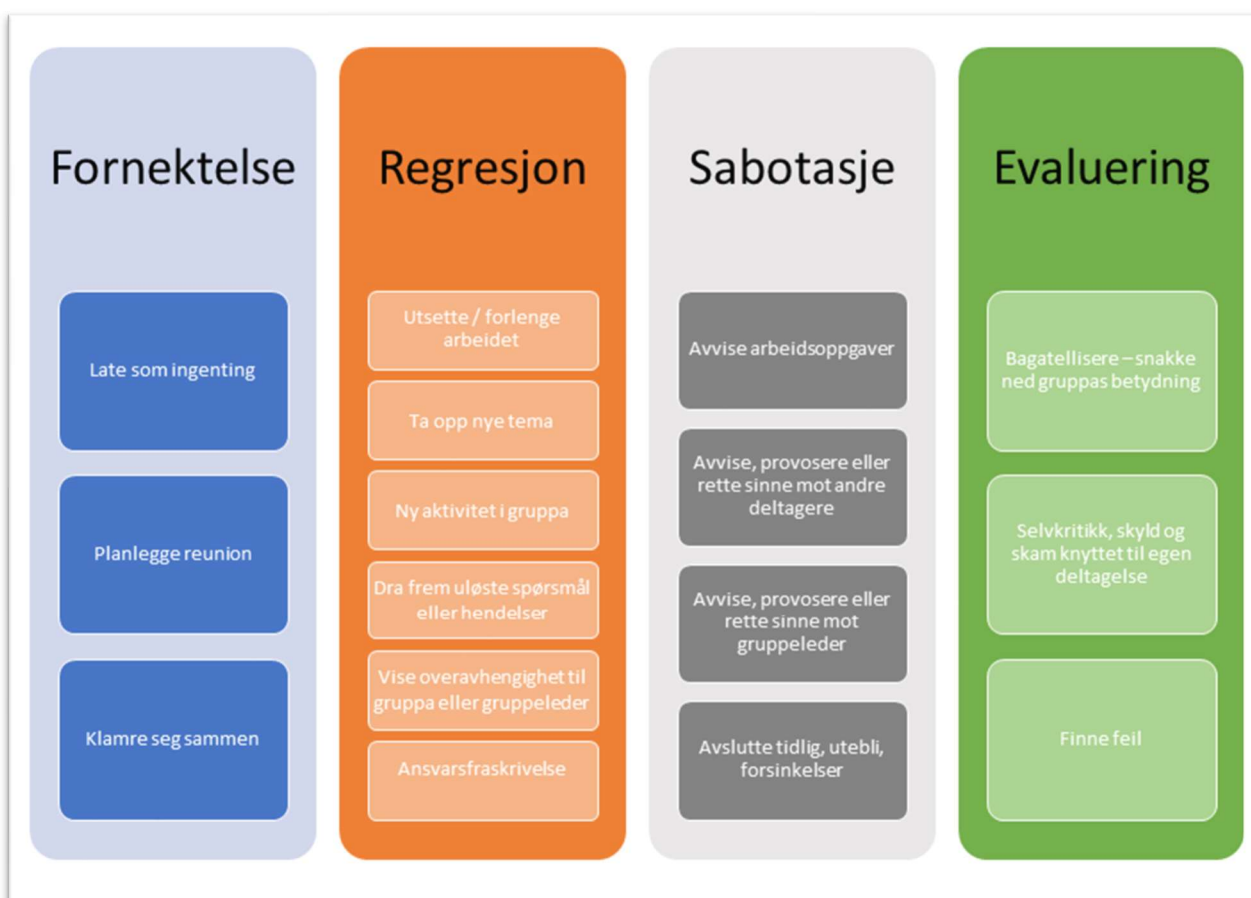 Fornektelse
Late som ingenting
Planlegge reunion
Klamre seg sammen
Regresjon
Utsette / forlenge
arbeidet
Ta opp nye tema
Ny aktivitet i gruppa
Dra frem uløste spørsmål
eller hendelser
Vise overavhengighet til
gruppa eller gruppeleder
Ansvarsfraskrivelse
Sabotasje
Avvise arbeidsoppgaver
Avvise, provosere eller
rette sinne mot andre
deltagere
Avvise, provosere eller
rette sinne mot
gruppeleder
Avslutte tidlig, utebli,
forsinkelser
Evaluering
Bagatellisere – snakke
ned gruppas betydning
Selvkritikk, skyld og
skam knyttet til egen
deltagelse
Finne feil